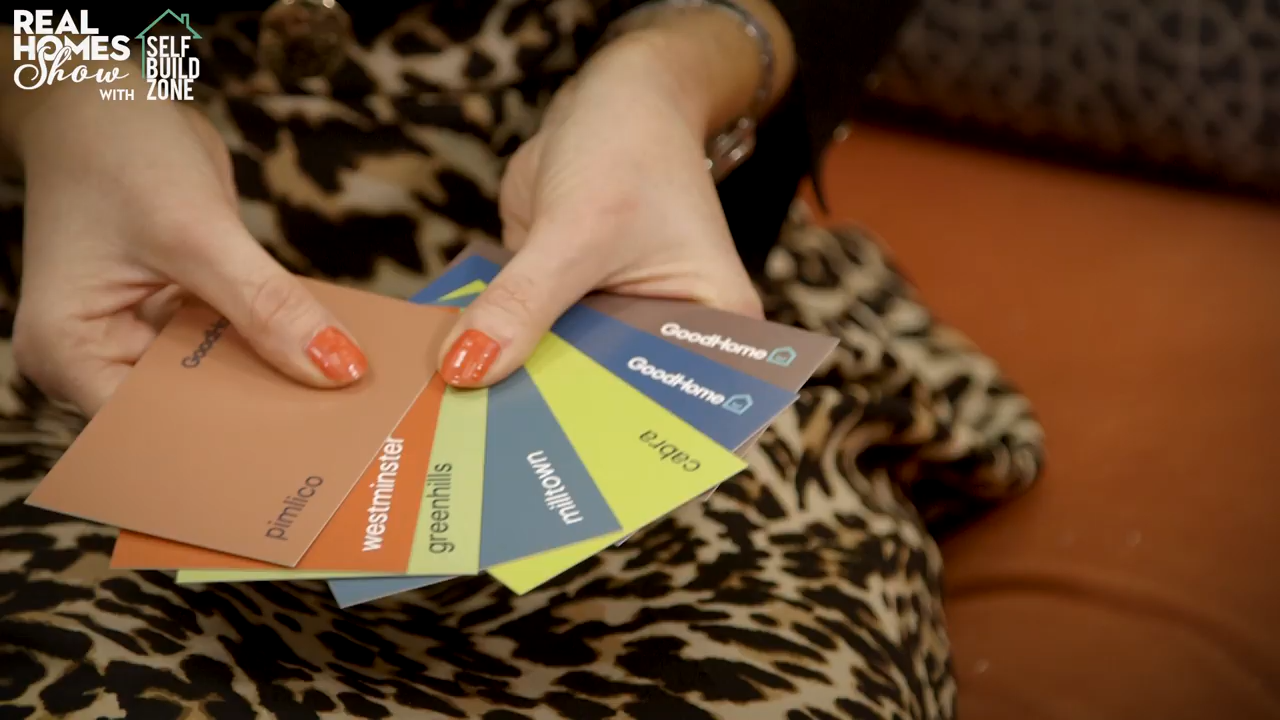 REAL
HOMES
Show
WITH
SELF
BUILD
ZONE
pimlico
westminster
greenhills
milltown
cabra
GoodHome
GoodHome